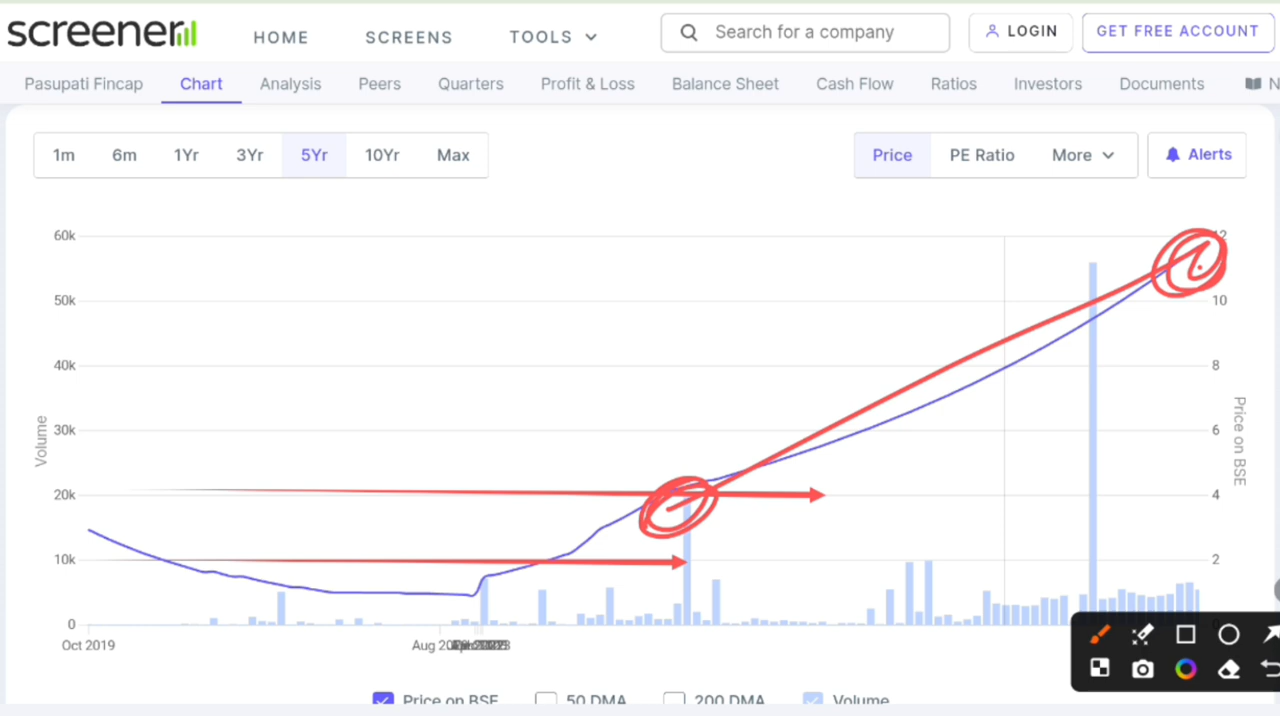 screener
HOME SCREENS TOOLS
Search for a company
LOGIN
GET FREE ACCOUNT
Pasupati Fincap Chart Analysis Peers Quarters Profit & Loss Balance Sheet Cash Flow Ratios Investors Documents N
1m 6m 1Yr 3Yr 5Yr 10Yr Max
Price PE Ratio More
Alerts
60k 12
50k 10
40k 8
30k 6
20k 4
10k 2
0 0
Volume
Price on BSE
Oct 2019
Price on BSE 50 DMA 200 DMA Volume